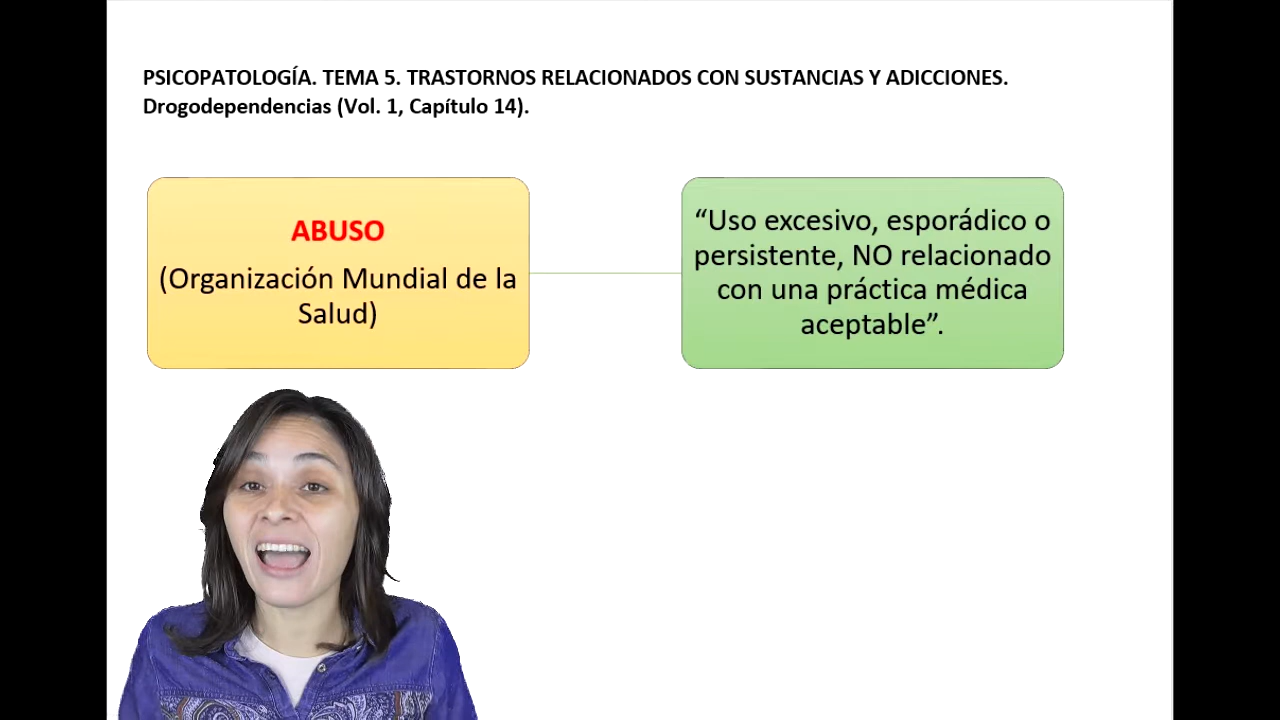 PSICOPATOLOGÍA. TEMA 5. TRASTORNOS RELACIONADOS CON SUSTANCIAS Y ADICCIONES.
Drogodependencias (Vol. 1, Capítulo 14).
ABUSO
(Organización Mundial de la
Salud)
“Uso excesivo, esporádico o
persistente, NO relacionado
con una práctica médica
aceptable”.